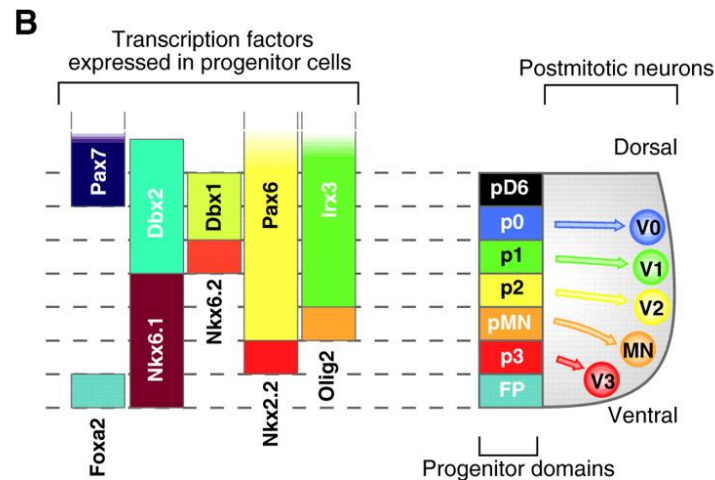 B
Transcription factors
expressed in progenitor cells
Postmitotic neurons
Dorsal
Pax7
Dbx2
Dbx1
Pax6
Irx3
Nkx6.1
Nkx6.2
Foxa2
Nkx2.2
Olig2
pD6
p0
p1
p2
pMN
p3
FP
V0
V1
V2
MN
V3
Ventral
Progenitor domains